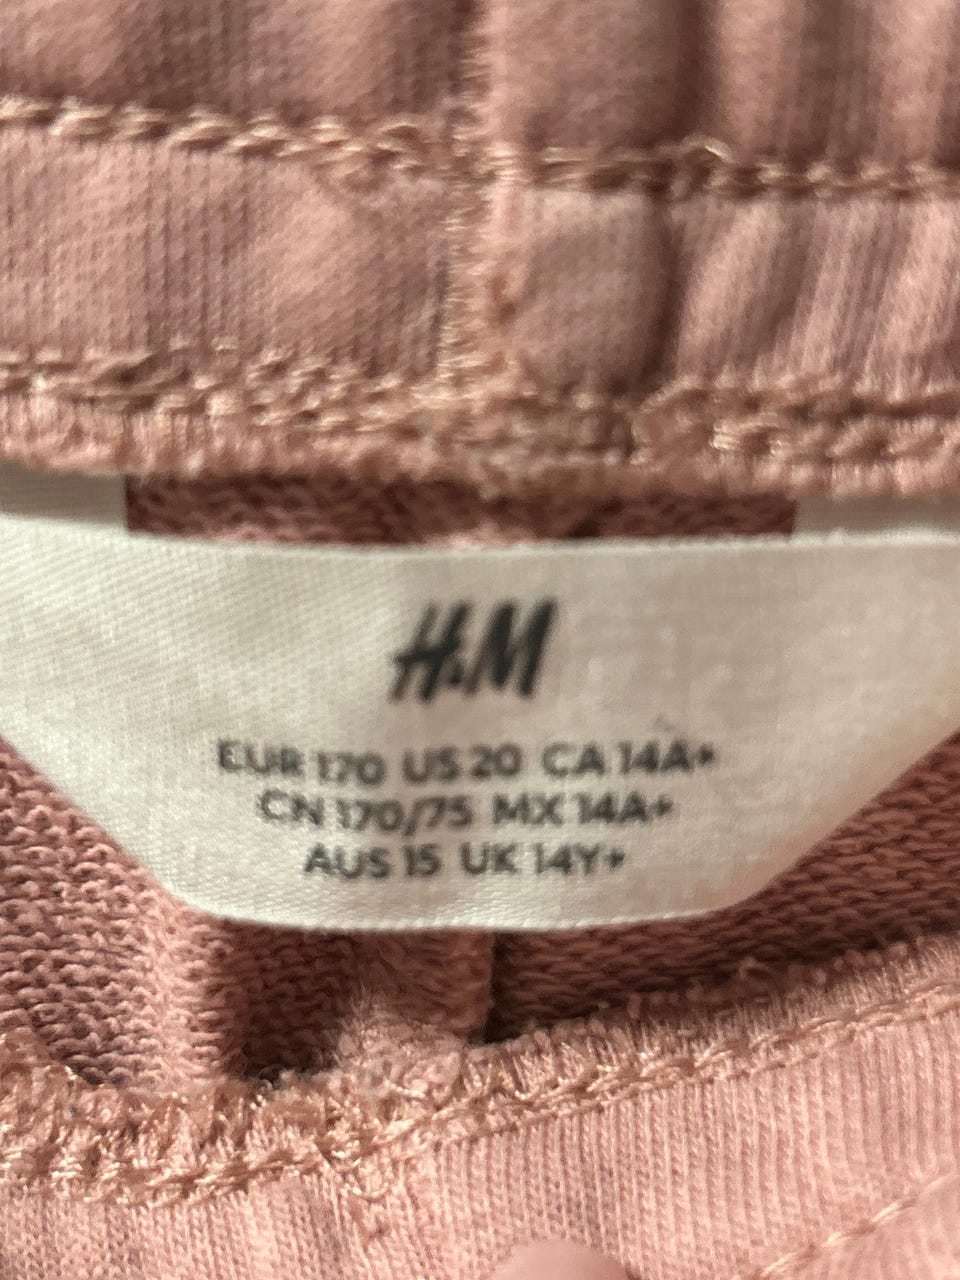 H&M
EUR 170 US 20 CA 14A+
CN 170/75 MX 14A+
AUS 15 UK 14Y+